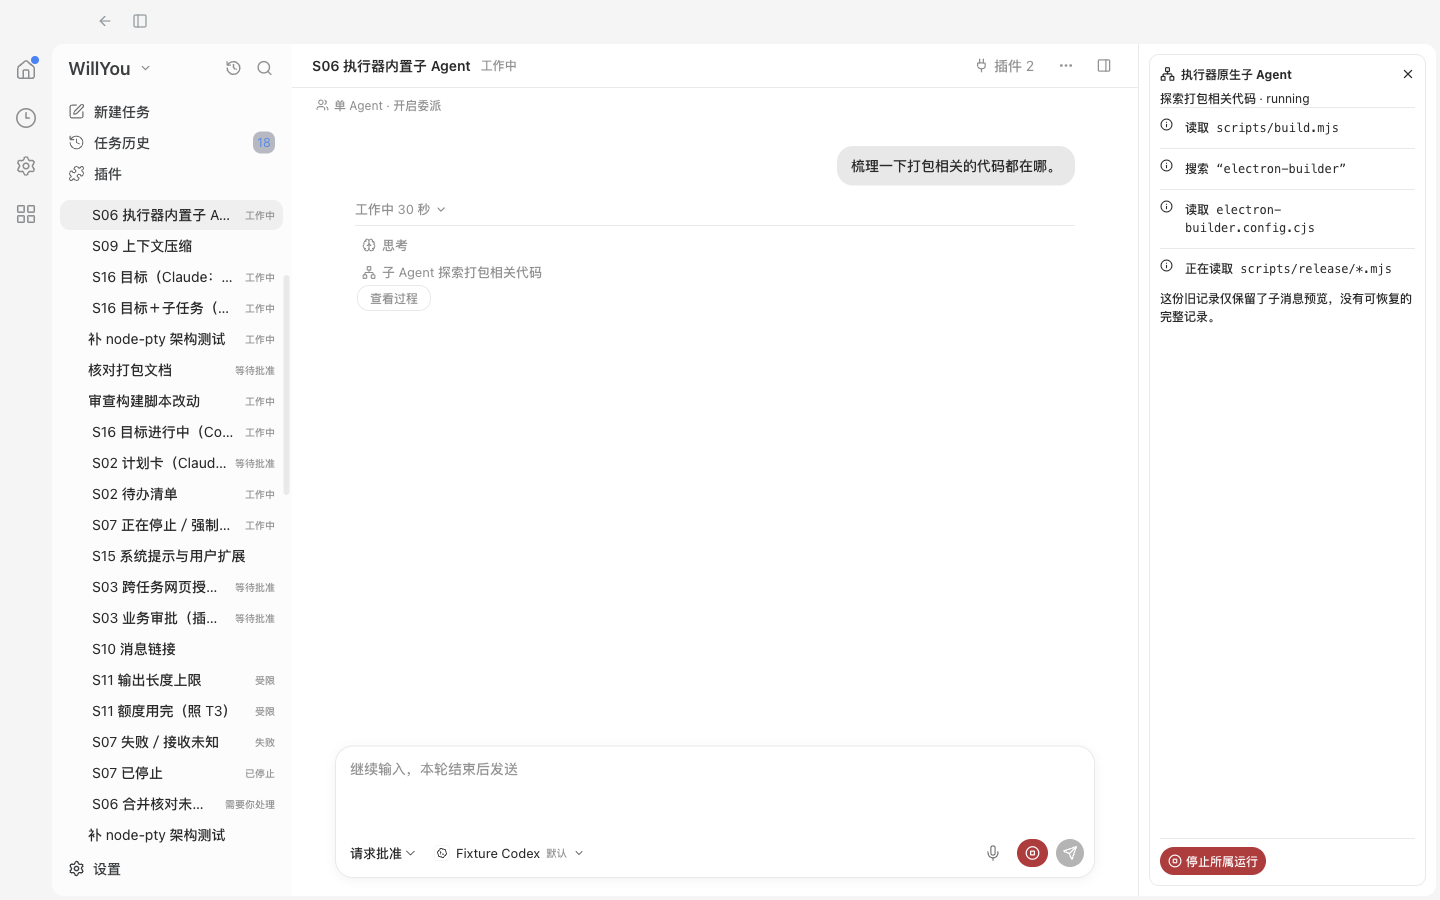 WillYou
新建任务
任务历史
18
插件
S06 执行器内置子 A...
工作中
S09 上下文压缩
S16 目标（Claude：...
工作中
S16 目标＋子任务（...
工作中
补 node-pty 架构测试
工作中
核对打包文档
等待批准
审查构建脚本改动
工作中
S16 目标进行中（Co...
工作中
S02 计划卡（Claud...
等待批准
S02 待办清单
工作中
S07 正在停止 / 强制...
工作中
S15 系统提示与用户扩展
S03 跨任务网页授...
等待批准
S03 业务审批（插...
等待批准
S10 消息链接
S11 输出长度上限
受限
S11 额度用完（照 T3）
受限
S07 失败 / 接收未知
失败
S07 已停止
已停止
S06 合并核对未...
需要你处理
补 node-pty 架构测试
设置
S06 执行器内置子 Agent
工作中
插件 2
单 Agent · 开启委派
梳理一下打包相关的代码都在哪。
工作中 30 秒
思考
子 Agent 探索打包相关代码
查看过程
继续输入，本轮结束后发送
请求批准
Fixture Codex 默认
执行器原生子 Agent
探索打包相关代码 · running
读取 scripts/build.mjs
搜索 “electron-builder”
读取 electron-
builder.config.cjs
正在读取 scripts/release/*.mjs
这份旧记录仅保留了子消息预览，没有可恢复的
完整记录。
停止所属运行